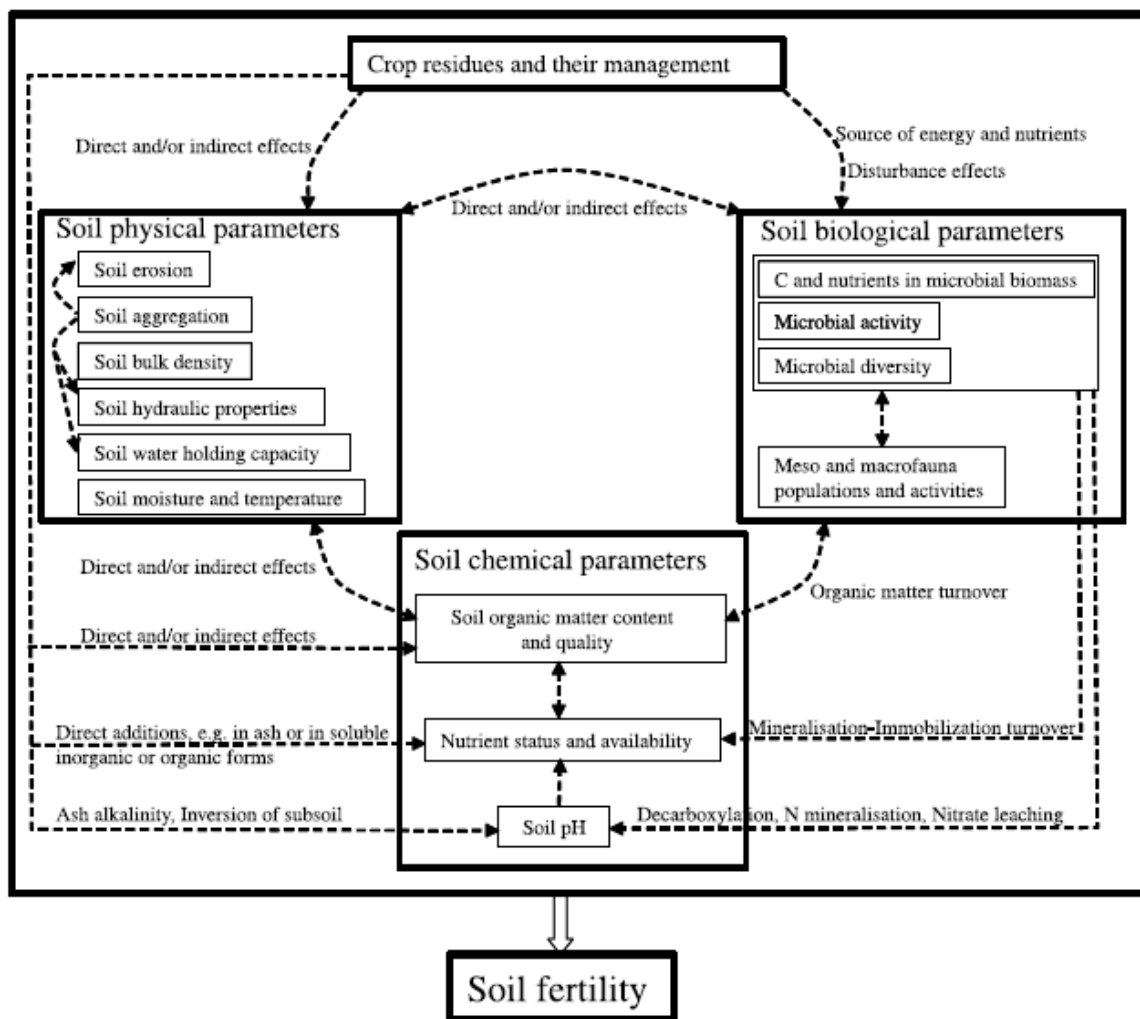 Crop residues and their management
Direct and/or indirect effects
Source of energy and nutrients
Disturbance effects
Direct and/or indirect effects
Soil physical parameters
Soil erosion
Soil aggregation
Soil bulk density
Soil hydraulic properties
Soil water holding capacity
Soil moisture and temperature
Soil biological parameters
C and nutrients in microbial biomass
Microbial activity
Microbial diversity
Meso and macrofauna
populations and activities
Direct and/or indirect effects
Soil chemical parameters
Organic matter turnover
Soil organic matter content
and quality
Direct and/or indirect effects
Direct additions, e.g. in ash or in soluble
inorganic or organic forms
Nutrient status and availability
Mineralisation-Immobilization turnover
Ash alkalinity, Inversion of subsoil
Soil pH
Decarboxylation, N mineralisation, Nitrate leaching
Soil fertility